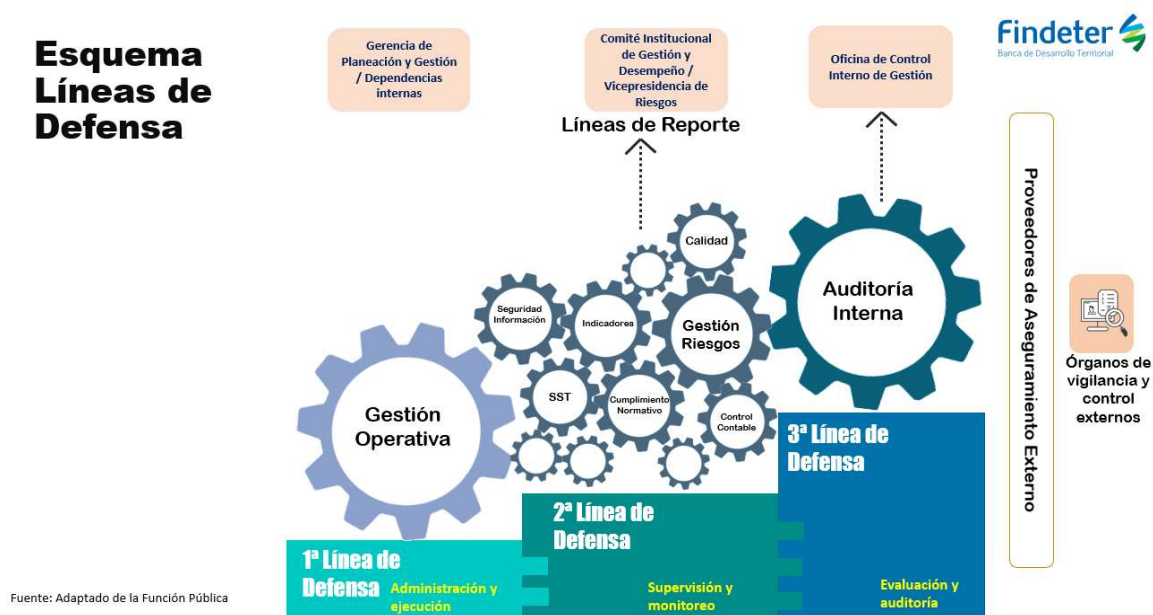 Esquema
Líneas de
Defensa
Gerencia de
Planeación y Gestión
/ Dependencias
internas
Comité Institucional
de Gestión y
Desempeño /
Vicepresidencia de
Riesgos
Oficina de Control
Interno de Gestión
Findeter
Banca de Desarrollo Territorial
Líneas de Reporte
Calidad
Seguridad
Información
Indicadores
Gestión
Riesgos
Auditoría
Interna
SST
Cumplimiento
Normativo
Control
Contable
Gestión
Operativa
Proveedores de Aseguramiento Externo
Órganos de
vigilancia y
control
externos
1ª Línea de
Defensa
Administración y
ejecución
2ª Línea de
Defensa
Supervisión y
monitoreo
3ª Línea de
Defensa
Evaluación y
auditoría
Fuente: Adaptado de la Función Pública